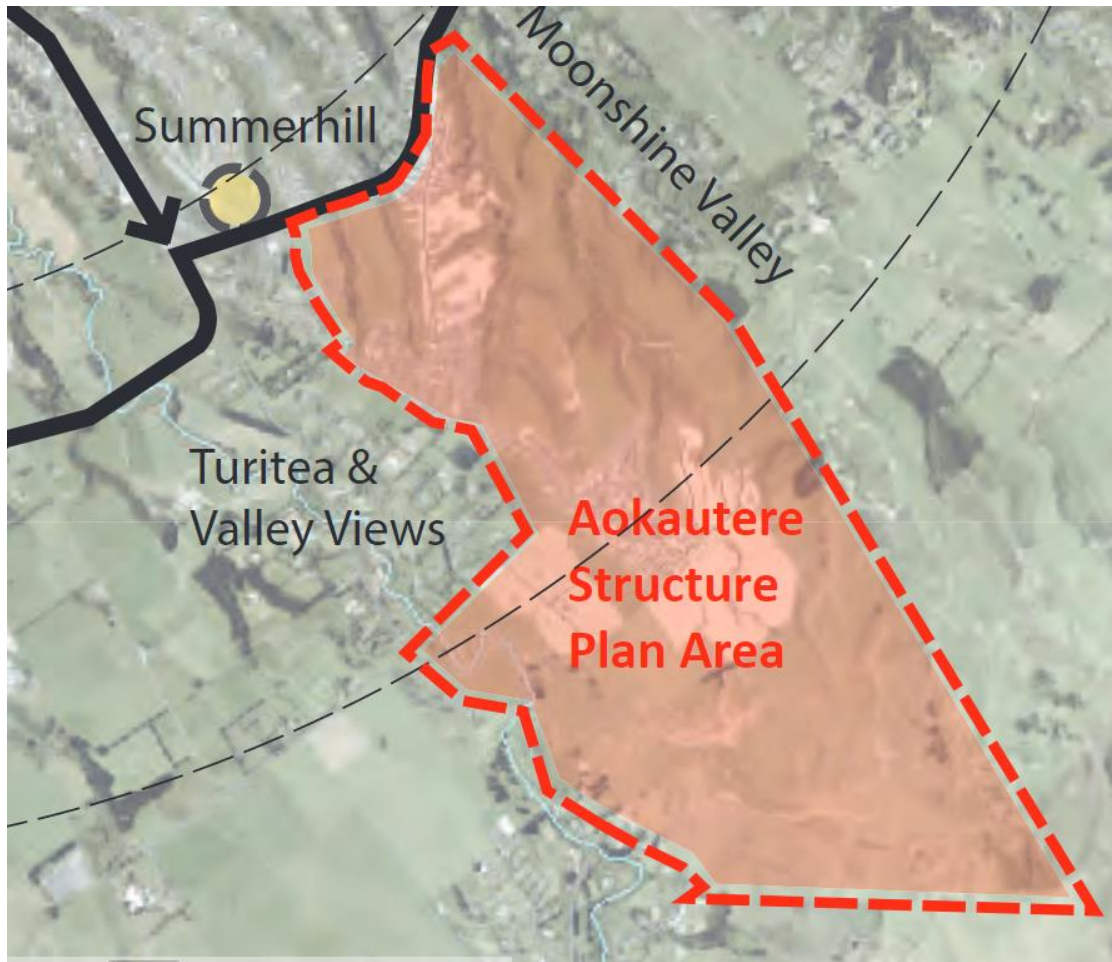 Moonshine Valley
Summerhill
Turitea &
Valley Views
Aokautere
Structure
Plan Area